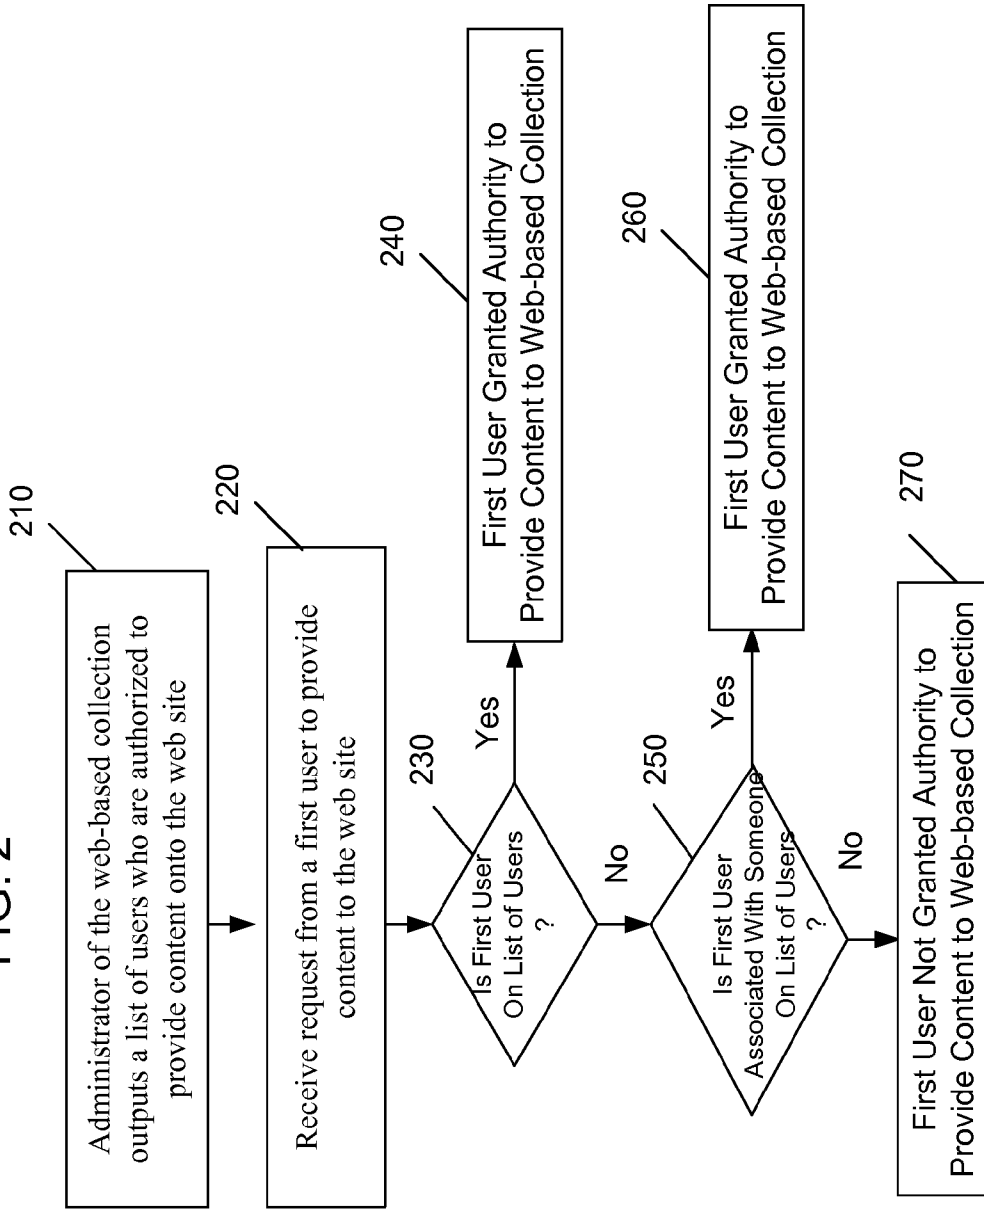 FIG. 2
210
Administrator of the web-based collection
outputs a list of users who are authorized to
provide content onto the web site
220
Receive request from a first user to provide
content to the web site
230
Is First User
On List of Users
?
Yes
240
First User Granted Authority to
Provide Content to Web-based Collection
No
250
Is First User
Associated With Someone
On List of Users
?
Yes
260
First User Granted Authority to
Provide Content to Web-based Collection
No
270
First User Not Granted Authority to
Provide Content to Web-based Collection